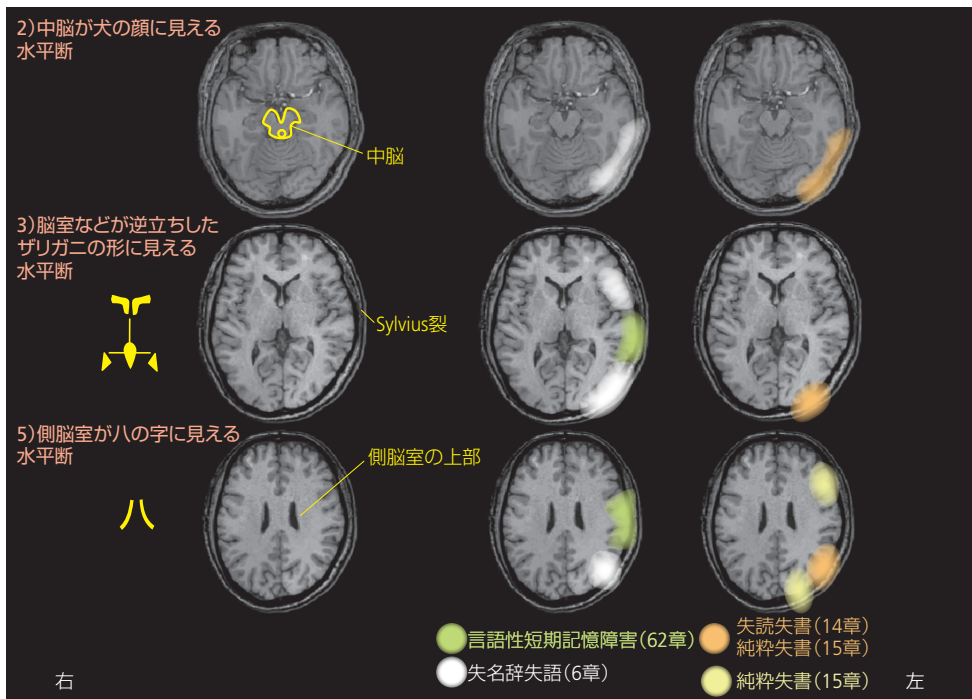 2）中脳が犬の顔に見える
水平断
中脳
3）脳室などが逆立ちした
ザリガニの形に見える
水平断
Sylvius裂
5）側脳室が八の字に見える
水平断
側脳室の上部
八
言語性短期記憶障害（62章）
失名辞失語（6章）
失読失書（14章）
純粋失書（15章）
純粋失書（15章）
右
左